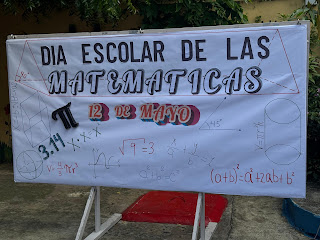 DIA ESCOLAR DE LAS
MATEMATICAS
π 12 DE MAYO
3.14
X·X·X
√9=3
(a+b)²=a²+2ab+b²